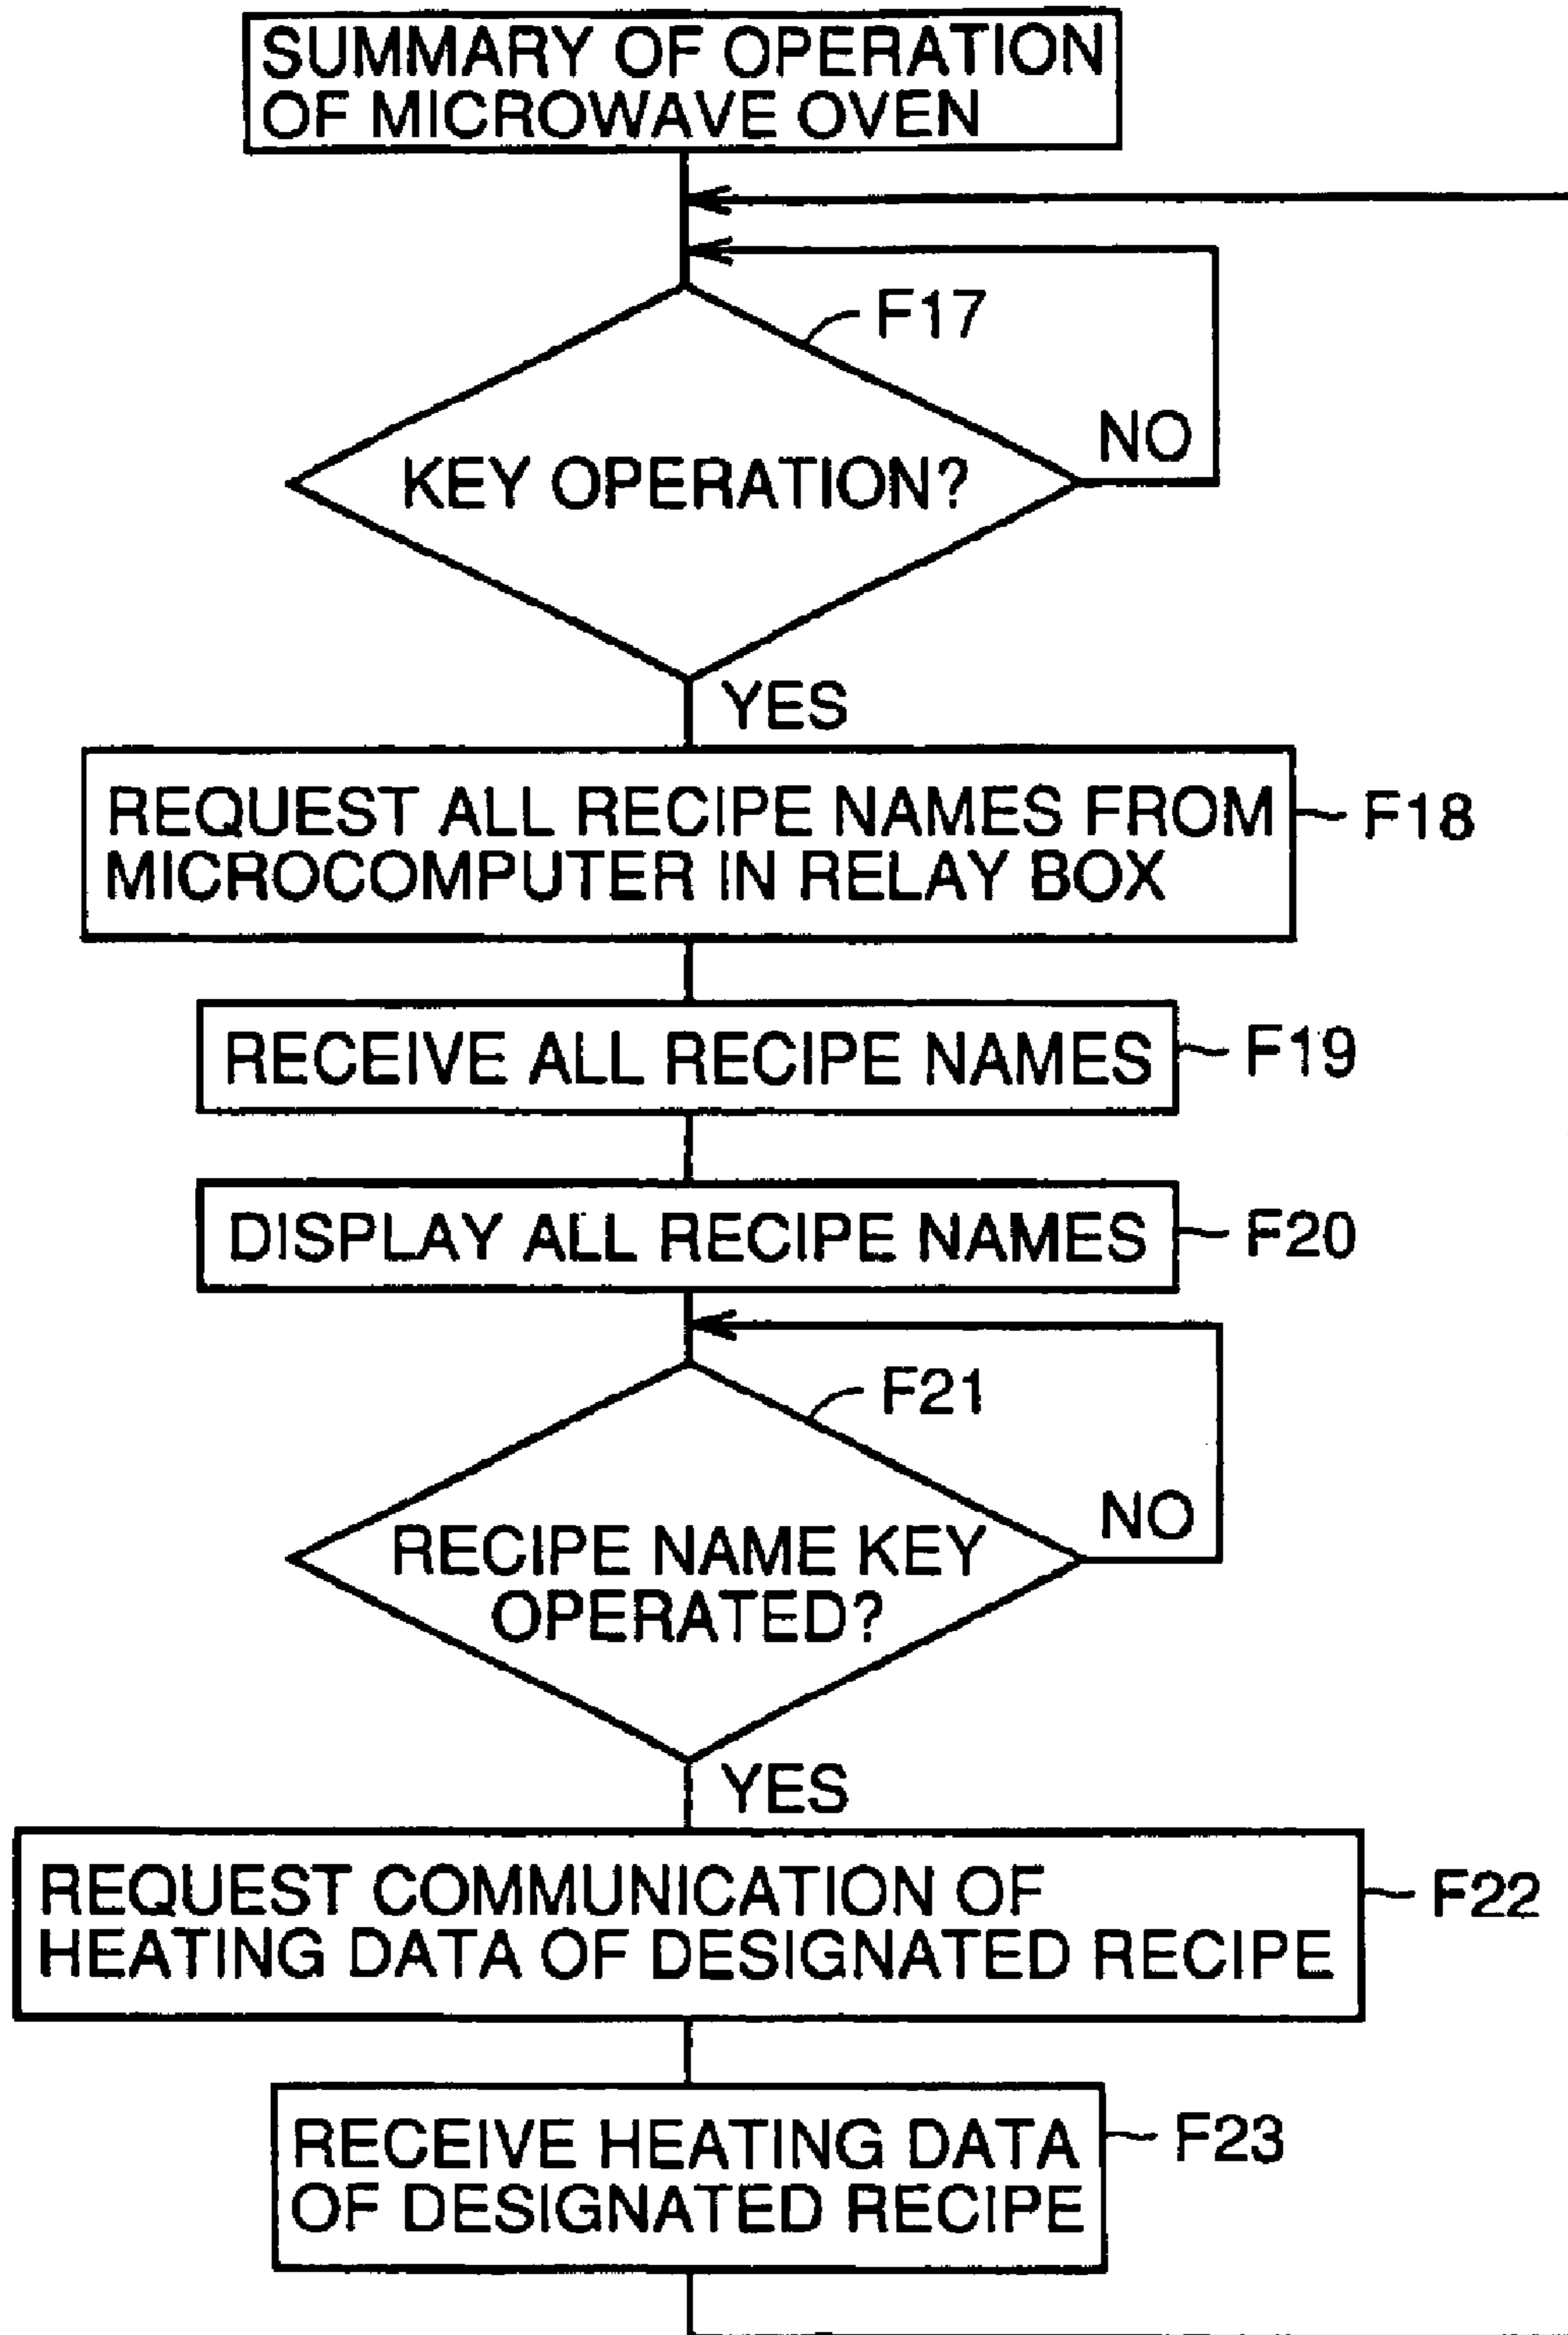 SUMMARY OF OPERATION
OF MICROWAVE OVEN
F17
NO
KEY OPERATION?
YES
REQUEST ALL RECIPE NAMES FROM
MICROCOMPUTER IN RELAY BOX
F18
RECEIVE ALL RECIPE NAMES
F19
DISPLAY ALL RECIPE NAMES
F20
F21
NO
RECIPE NAME KEY
OPERATED?
YES
REQUEST COMMUNICATION OF
HEATING DATA OF DESIGNATED RECIPE
F22
RECEIVE HEATING DATA
OF DESIGNATED RECIPE
F23